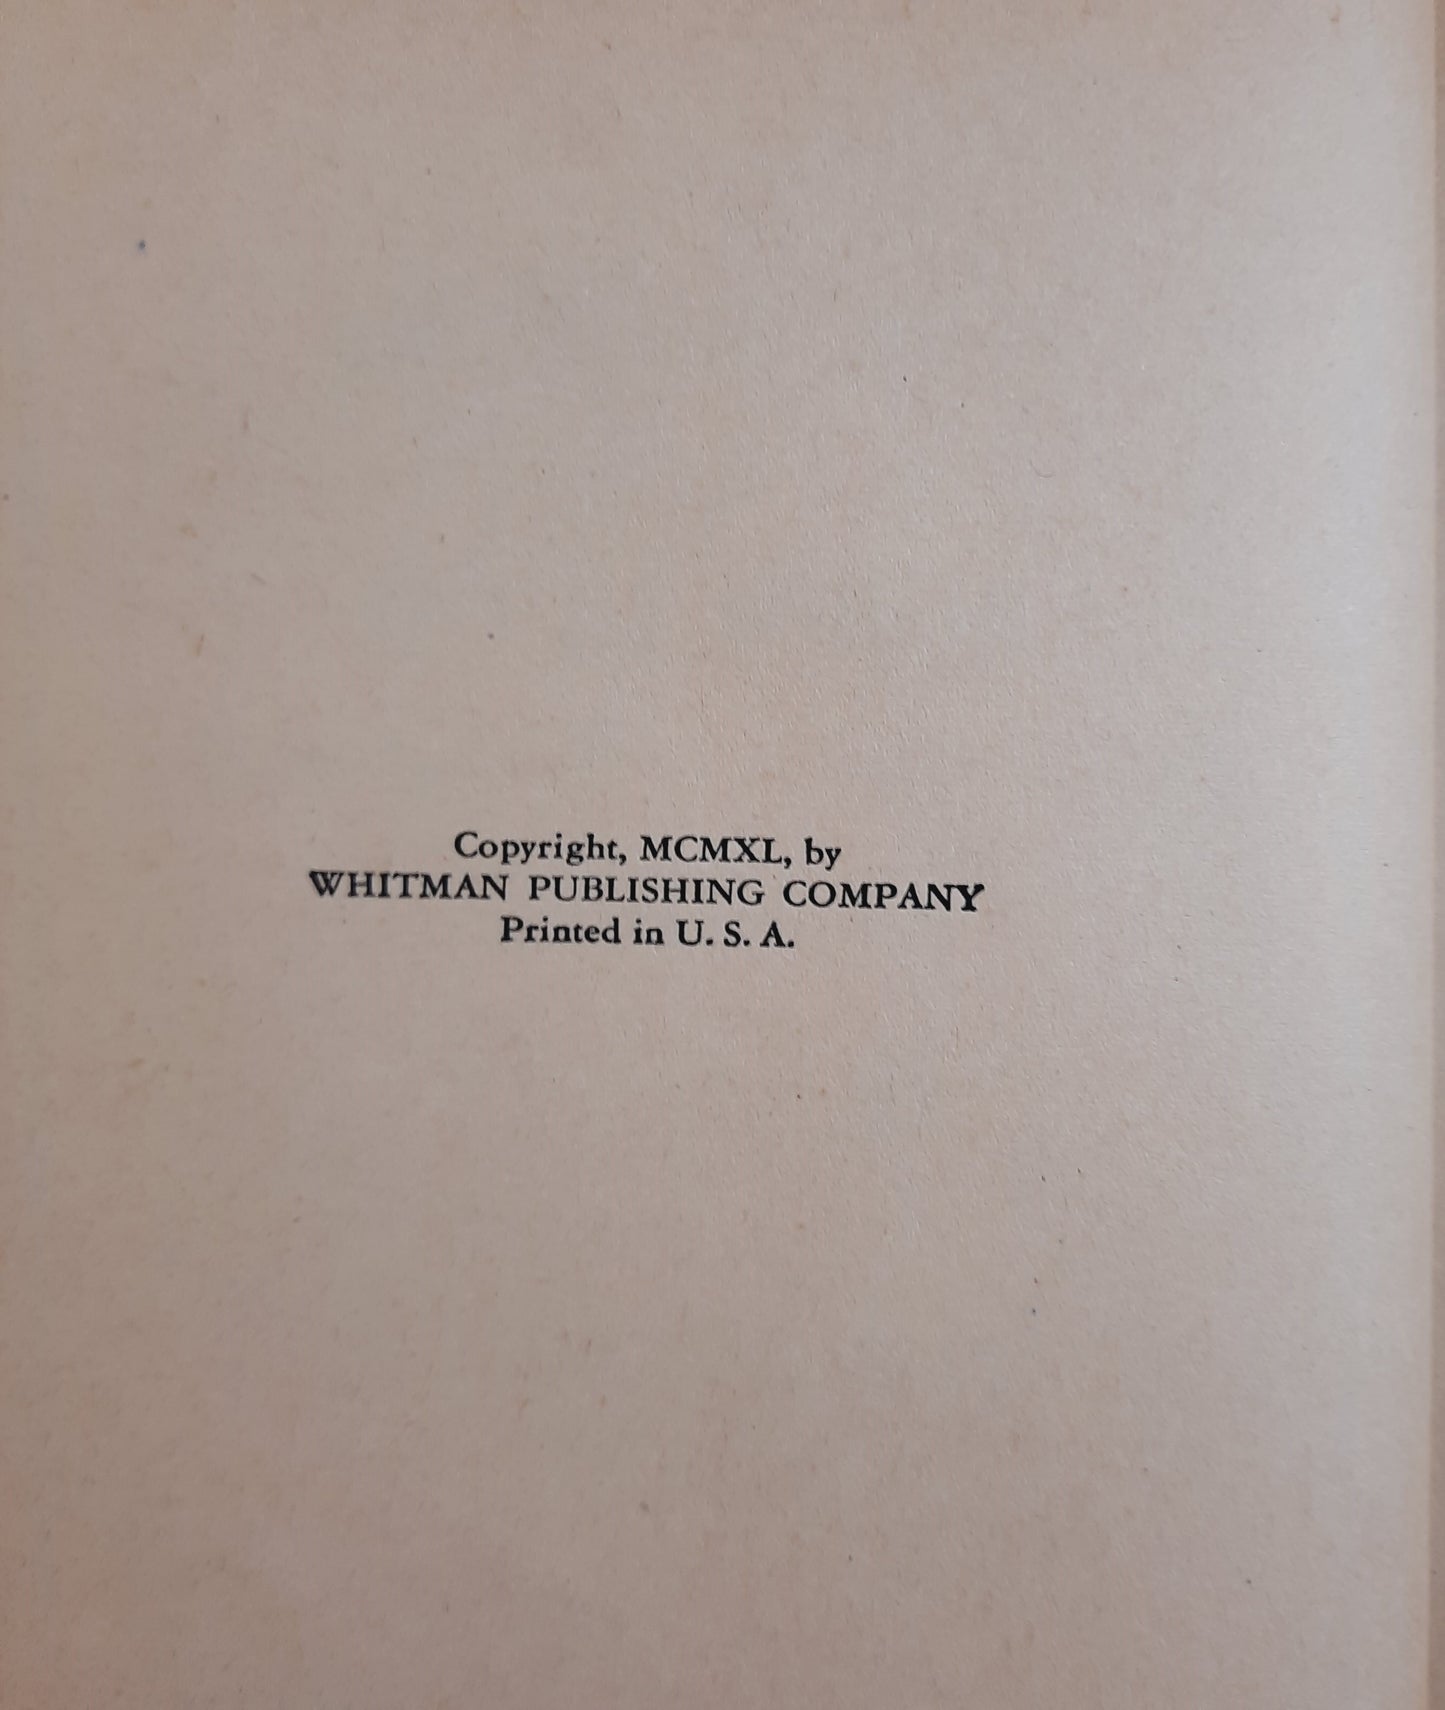 Copyright, MCMXL, by
WHITMAN PUBLISHING COMPANY
Printed in U. S. A.